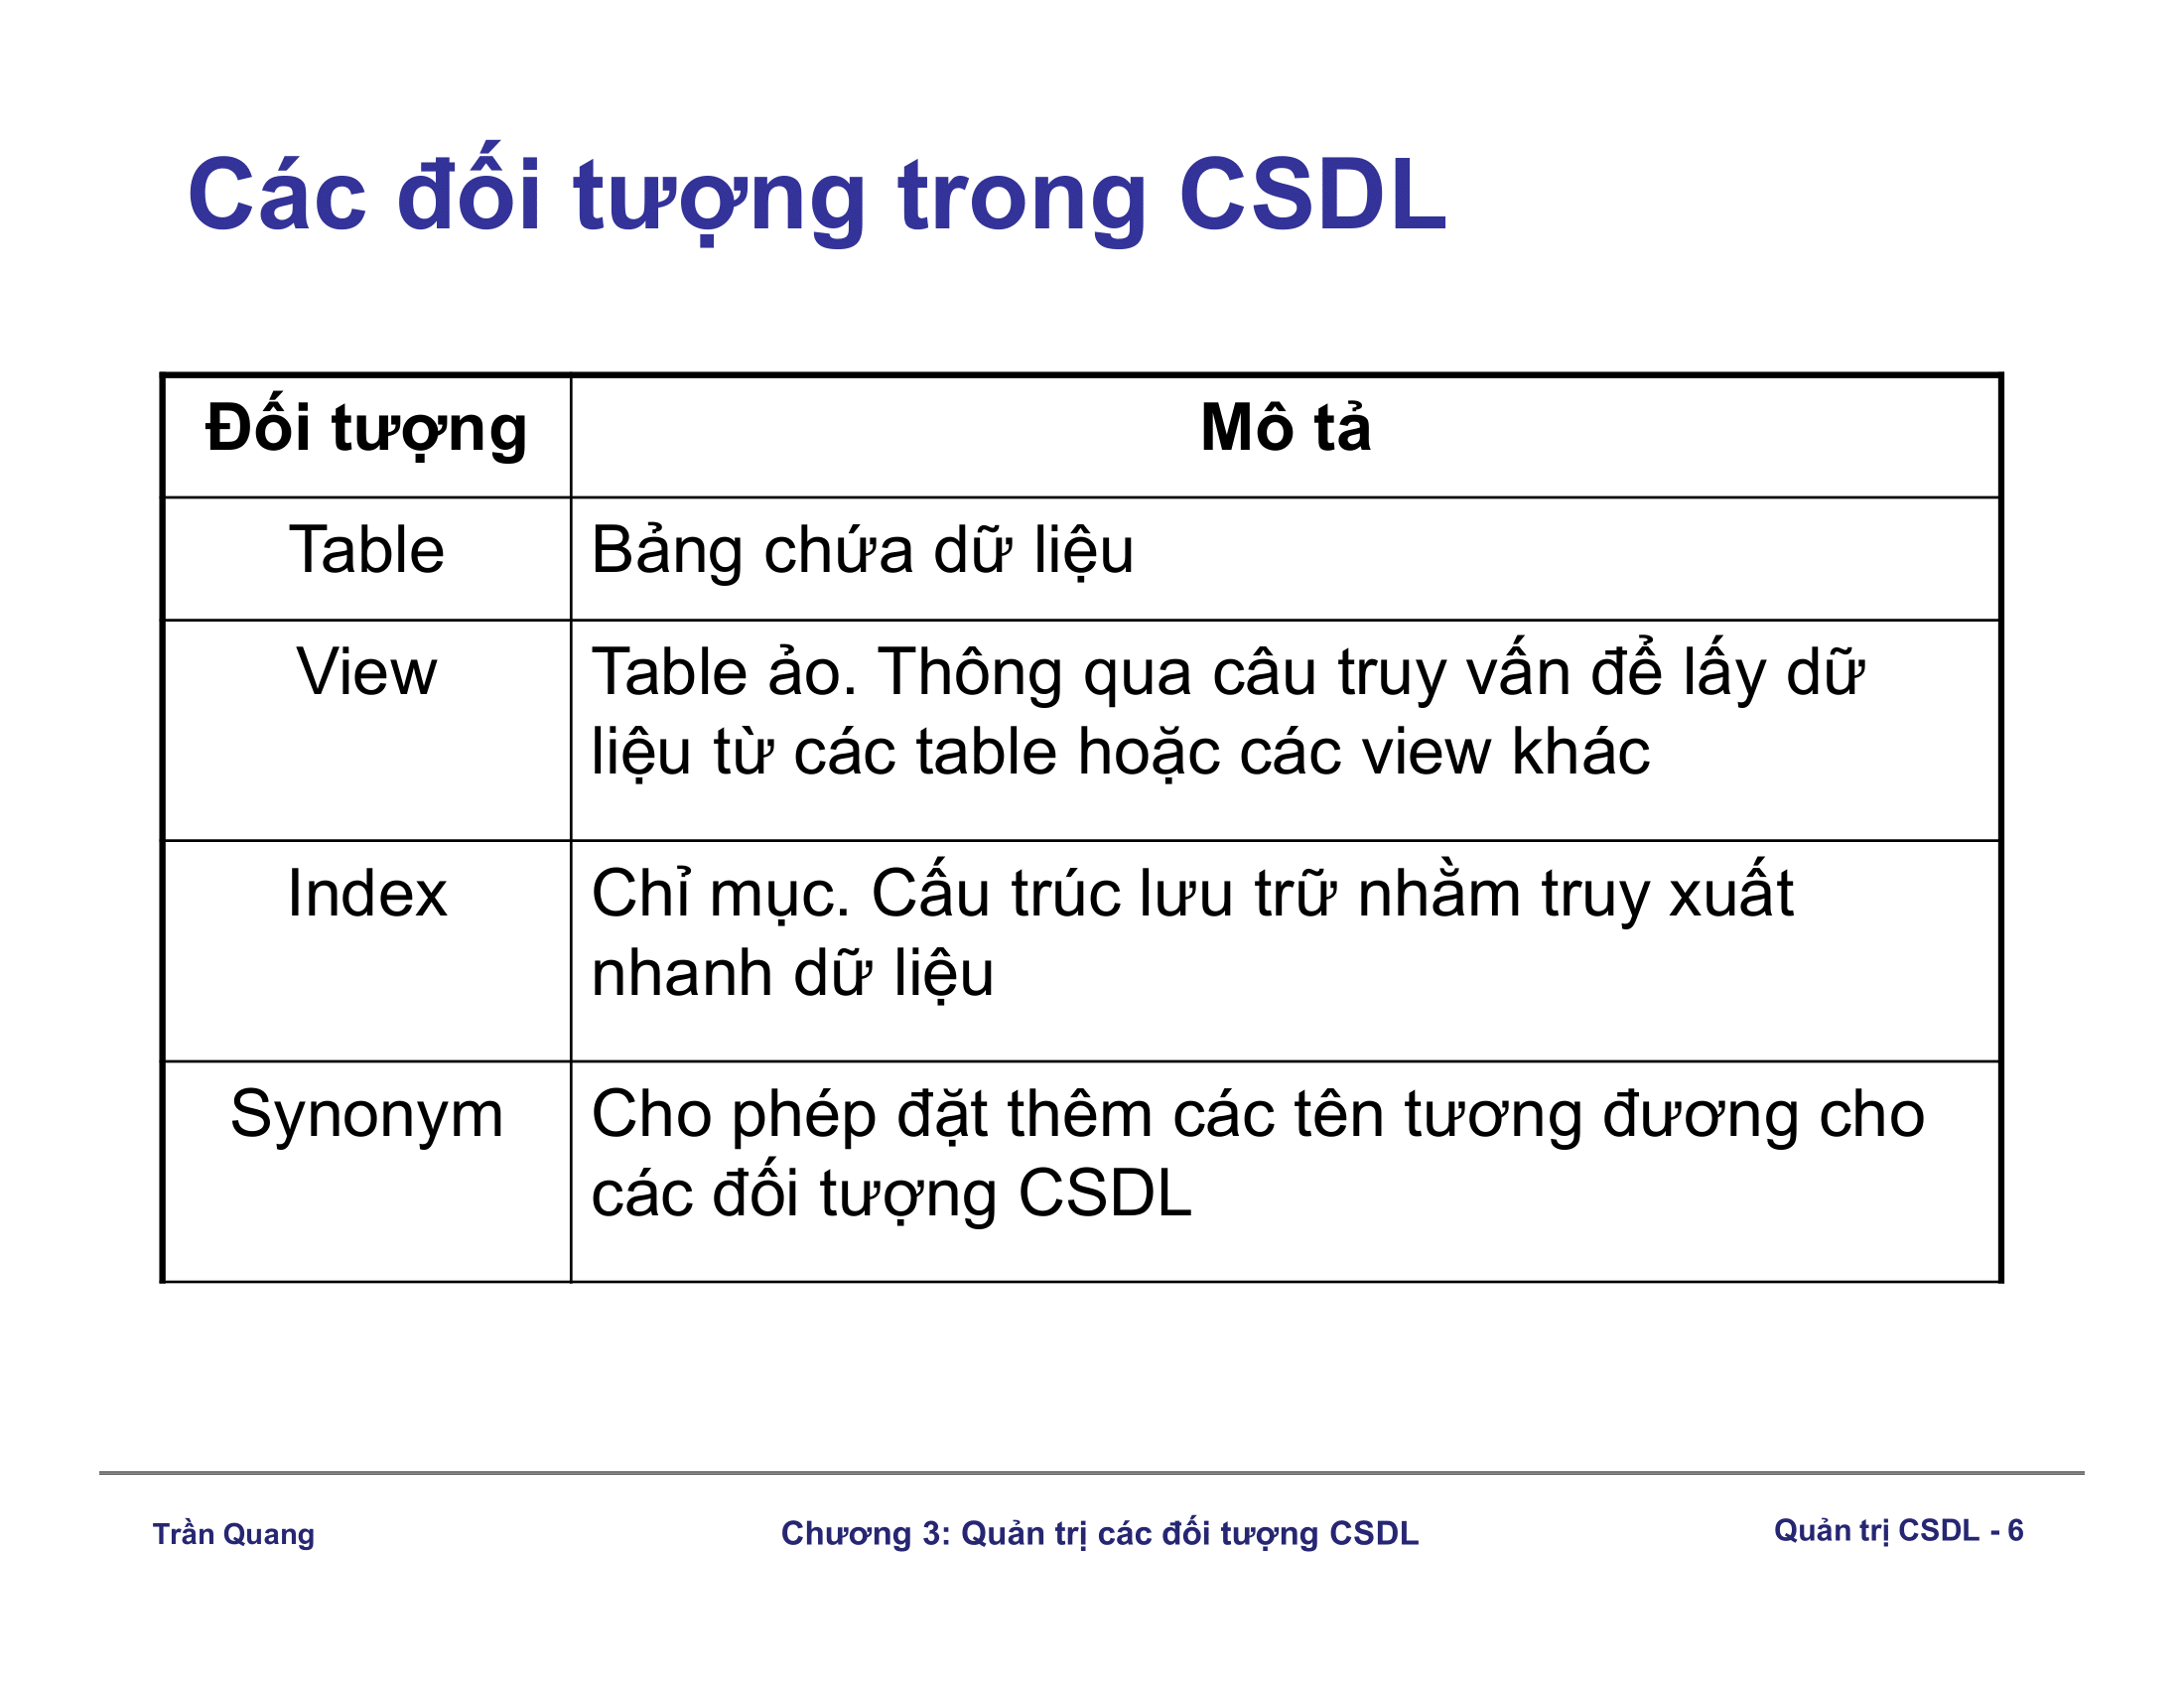 Các đối tượng trong CSDL
Đối tượng Mô tả
Table Bảng chứa dữ liệu
View Table ảo. Thông qua câu truy vấn để lấy dữ
liệu từ các table hoặc các view khác
Index Chỉ mục. Cấu trúc lưu trữ nhằm truy xuất
nhanh dữ liệu
Synonym Cho phép đặt thêm các tên tương đương cho
các đối tượng CSDL
Trần Quang Chương 3: Quản trị các đối tượng CSDL Quản trị CSDL - 6